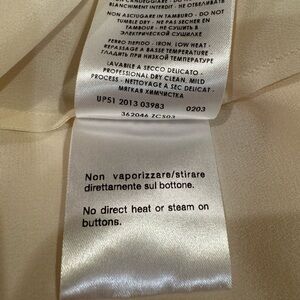 BLANCHIMENT INTERDIT - НЕ ОТБЕЛИВАТЬ
NON ASCIUGARE IN TAMBURO - DO NOT
TUMBLE DRY - NE PAS SECHER EN
TAMBOUR - НЕ СУШИТЬ В
ЭЛЕКТРИЧЕСКОЙ СУШИЛКЕ
FERRO TIEPIDO - IRON, LOW HEAT -
REPASSAGE A BASSE TEMPERATURE -
ГЛАДИТЬ ПРИ НИЗКОЙ ТЕМПЕРАТУРЕ
LAVABILE A SECCO DELICATO -
PROFESSIONAL DRY CLEAN, MILD
PROCESS - NETTOYAGE A SEC DELICAT -
МЯГКАЯ ХИМЧИСТКА
UP51 2013 03983 0203
362046 ZCS03
Non vaporizzare/stirare
direttamente sul bottone.
No direct heat or steam on
buttons.